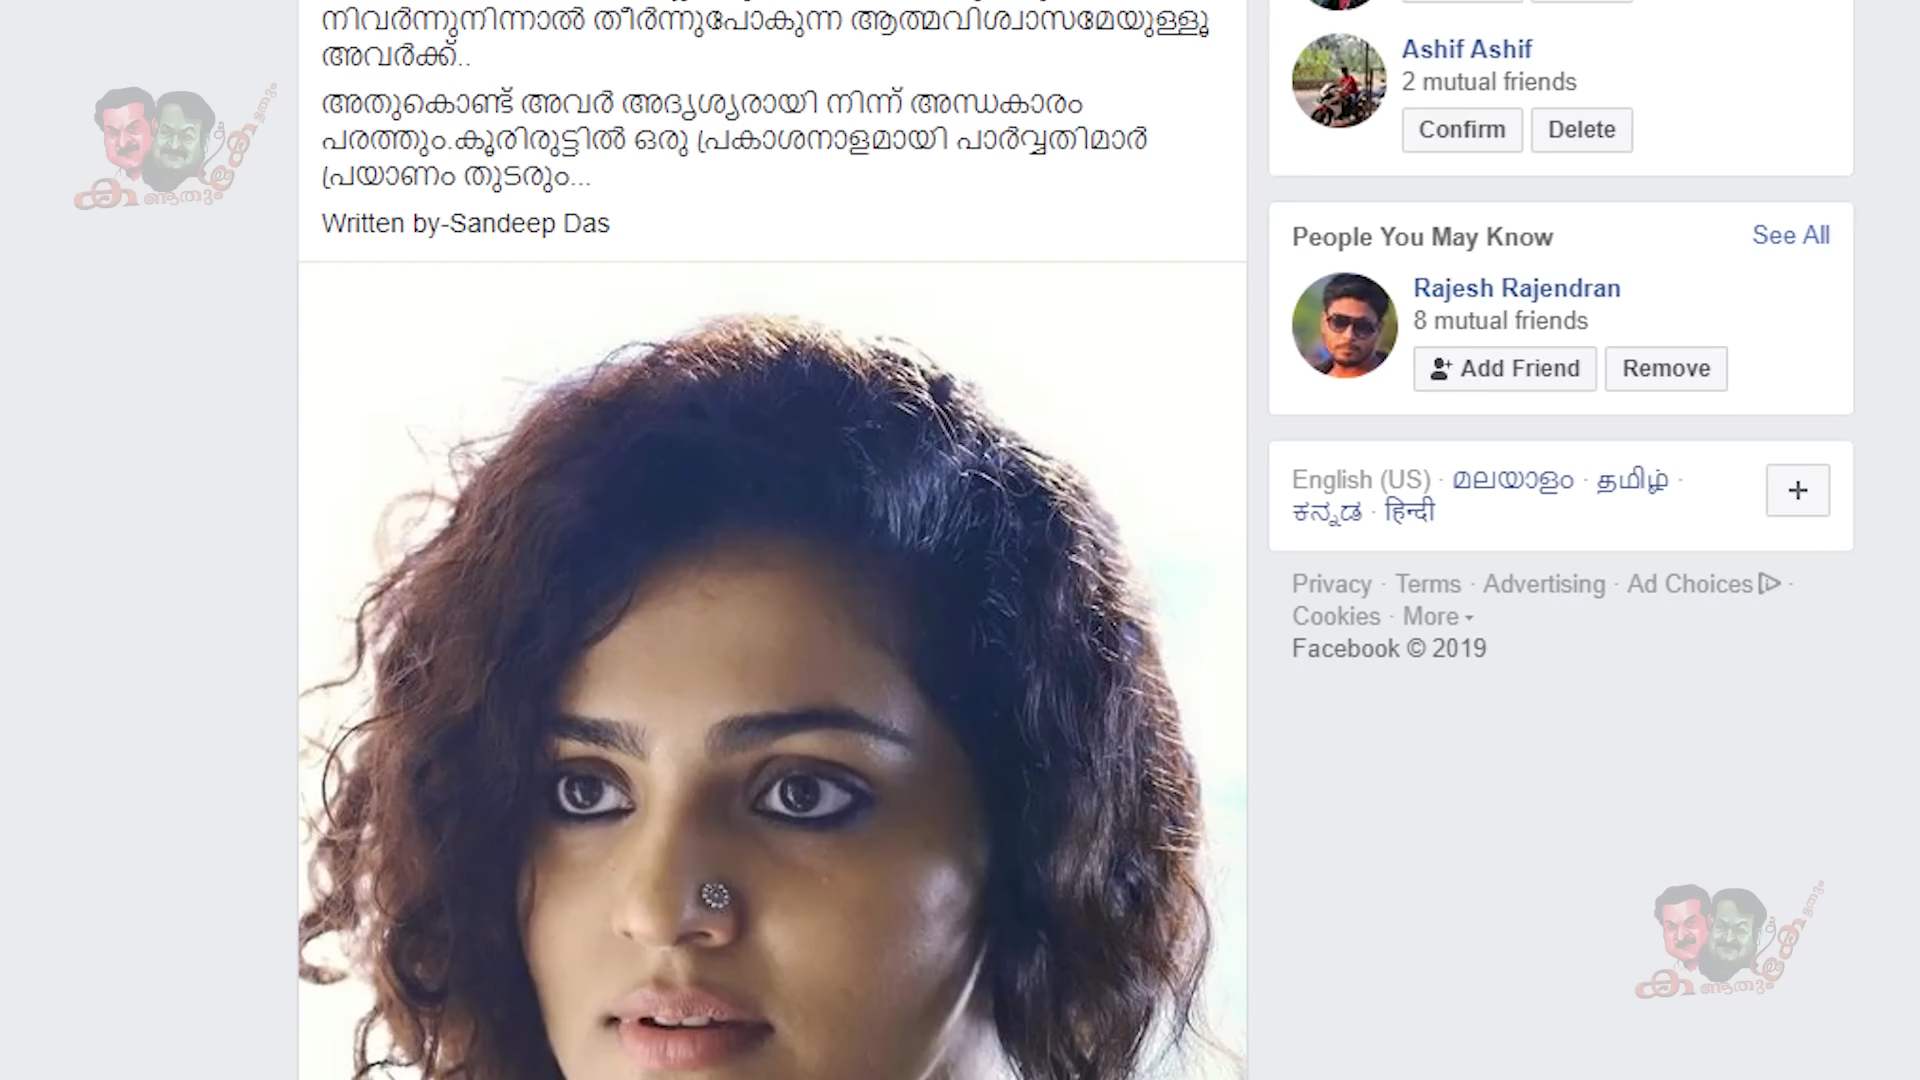 നിവർന്നുനിന്നാൽ തീർന്നുപോകുന്ന ആത്മവിശ്വാസമേയുള്ളൂ
അവർക്ക്..
അതുകൊണ്ട് അവർ അദൃശ്യരായി നിന്ന് അന്ധകാരം
പരത്തും.കൂരിരുട്ടിൽ ഒരു പ്രകാശനാളമായി പാർവ്വതിമാർ
പ്രയാണം തുടരും...
Written by-Sandeep Das
Ashif Ashif
2 mutual friends
Confirm
Delete
People You May Know
See All
Rajesh Rajendran
8 mutual friends
Add Friend
Remove
English (US) · മലയാളം · தமிழ் ·
ಕನ್ನಡ · हिन्दी
+
Privacy · Terms · Advertising · Ad Choices ·
Cookies · More
Facebook © 2019